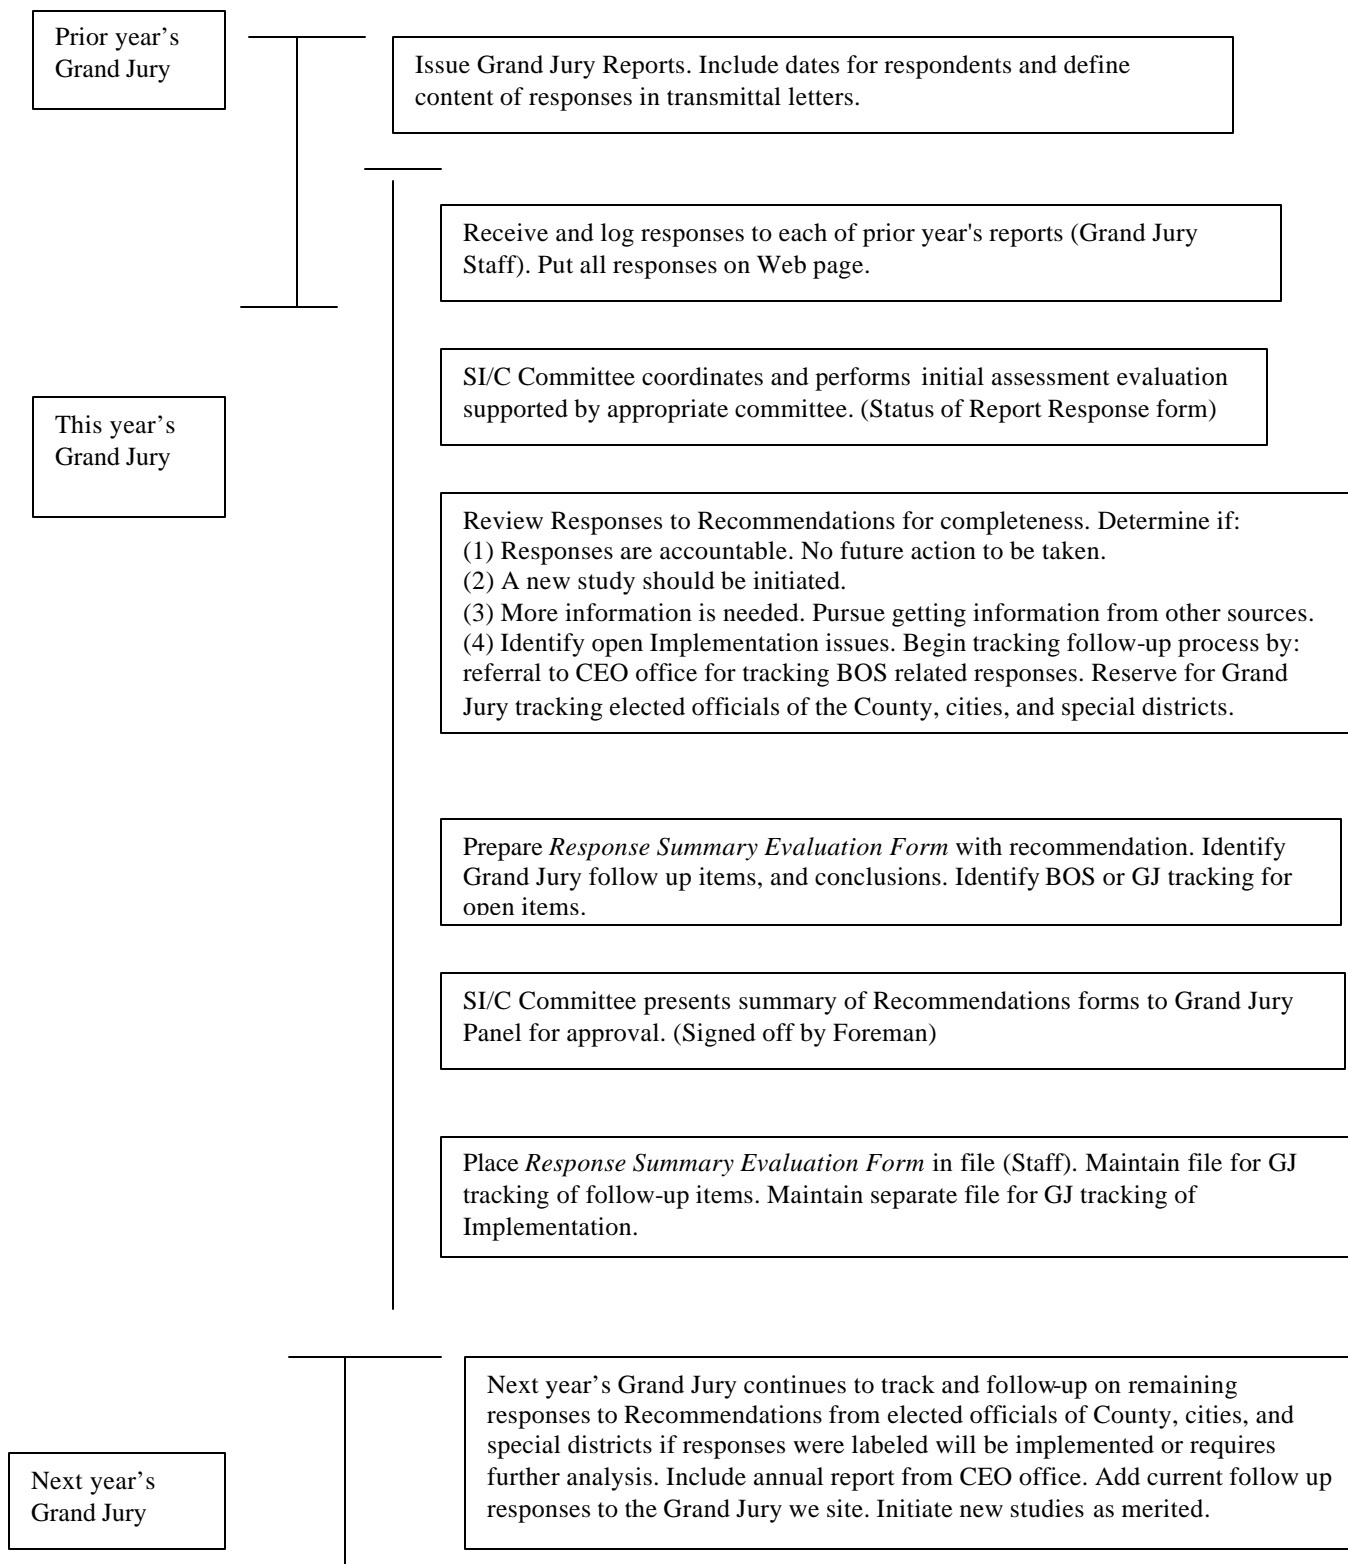 Prior year’s
Grand Jury
Issue Grand Jury Reports. Include dates for respondents and define
content of responses in transmittal letters.
Receive and log responses to each of prior year's reports (Grand Jury
Staff). Put all responses on Web page.
SI/C Committee coordinates and performs initial assessment evaluation
supported by appropriate committee. (Status of Report Response form)
This year’s
Grand Jury
Review Responses to Recommendations for completeness. Determine if:
(1) Responses are accountable. No future action to be taken.
(2) A new study should be initiated.
(3) More information is needed. Pursue getting information from other sources.
(4) Identify open Implementation issues. Begin tracking follow-up process by:
referral to CEO office for tracking BOS related responses. Reserve for Grand
Jury tracking elected officials of the County, cities, and special districts.
Prepare Response Summary Evaluation Form with recommendation. Identify
Grand Jury follow up items, and conclusions. Identify BOS or GJ tracking for
open items.
SI/C Committee presents summary of Recommendations forms to Grand Jury
Panel for approval. (Signed off by Foreman)
Place Response Summary Evaluation Form in file (Staff). Maintain file for GJ
tracking of follow-up items. Maintain separate file for GJ tracking of
Implementation.
Next year’s Grand Jury continues to track and follow-up on remaining
responses to Recommendations from elected officials of County, cities, and
special districts if responses were labeled will be implemented or requires
further analysis. Include annual report from CEO office. Add current follow up
responses to the Grand Jury we site. Initiate new studies as merited.
Next year’s
Grand Jury